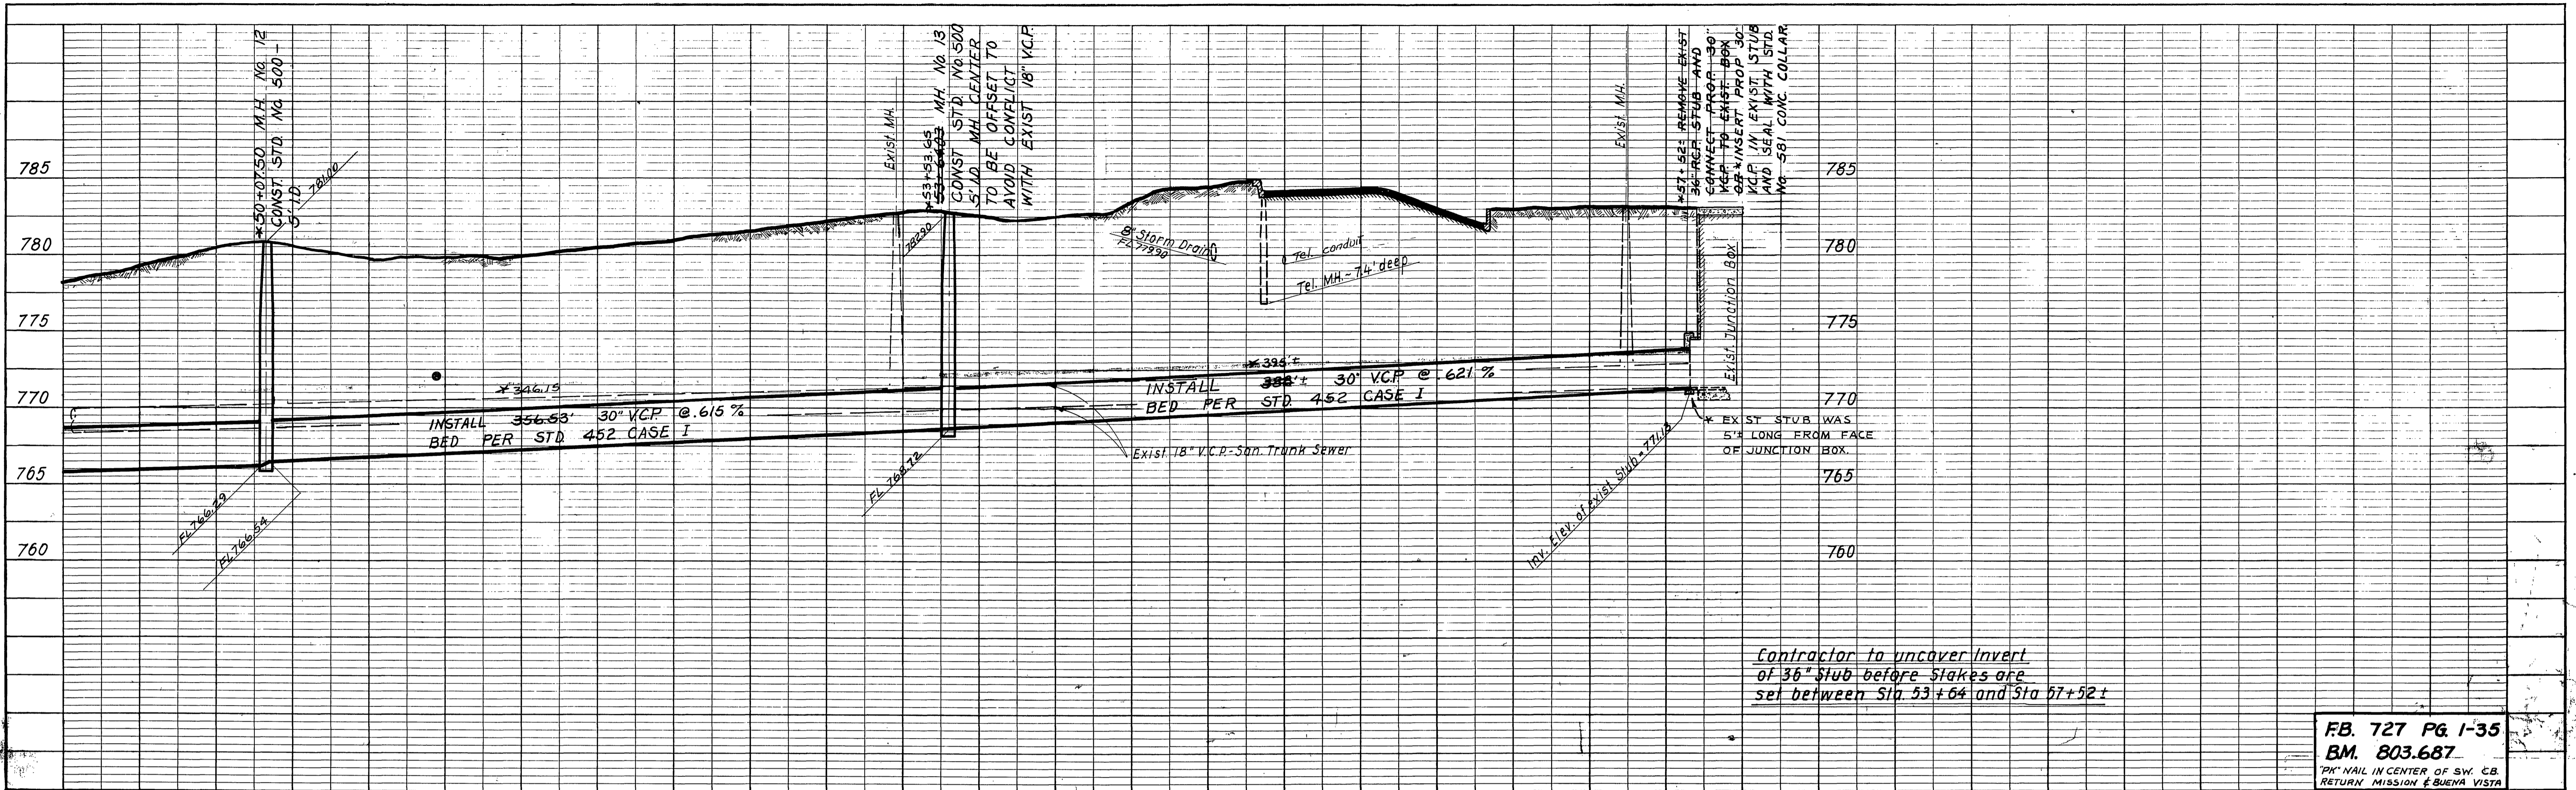 785
780
775
770
765
760
*50+07.50 M.H. No. 12
CONST. STD. No. 500-
5' I.D.
781.00
Exist. M.H.
782.90
*53+53.65
53+64.03 M.H. No. 13
CONST STD. No. 500
5' I.D. MH CENTER
TO BE OFFSET TO
AVOID CONFLICT
WITH EXIST 18" V.C.P.
8" Storm Drain
FL 779.90
Tel. conduit
Tel. M.H. - 7.4' deep
Exist. M.H.
*57+52± REMOVE EXIST
36" RCP STUB AND
CONNECT PROP. 30"
V.C.P. TO EXIST. BOX
OR *INSERT PROP 30"
V.C.P. IN EXIST. STUB
AND SEAL WITH STD.
No. 581 CONC. COLLAR.
Exist. Junction Box
785
780
775
770
765
760
* 346.15
INSTALL 356.53' 30" V.C.P. @ .615 %
BED PER STD. 452 CASE I
* 395'±
INSTALL 388'± 30" V.C.P. @ .621 %
BED PER STD. 452 CASE I
Exist. 18" V.C.P.-San. Trunk Sewer
* EXIST STUB WAS
5'± LONG FROM FACE
OF JUNCTION BOX.
FL 766.29
FL 766.54
FL 768.72
Inv. Elev. of exist Stub = 771.13
Contractor to uncover Invert
of 36" Stub before Stakes are
set between Sta. 53+64 and Sta 57+52±
F.B. 727 PG. 1-35
BM. 803.687
"PK" NAIL IN CENTER OF SW. C.B.
RETURN MISSION & BUENA VISTA